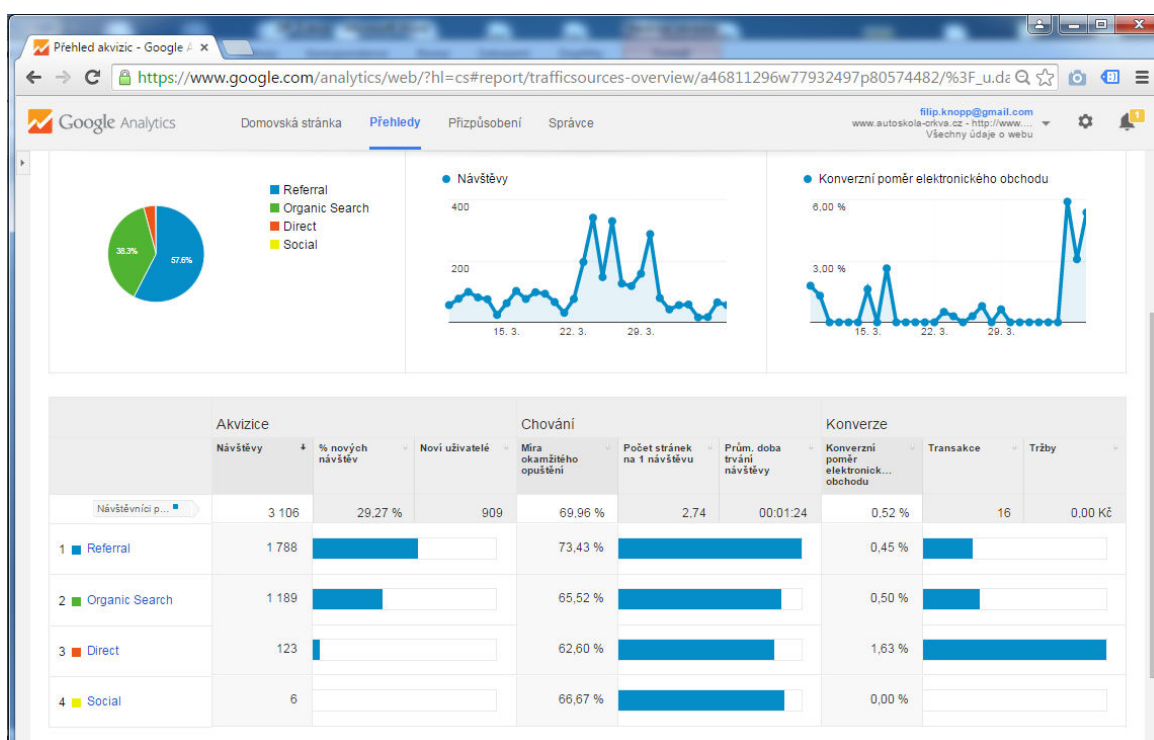 Přehled akvizic - Google A
https://www.google.com/analytics/web/?hl=cs#report/trafficsources-overview/a46811296w77932497p80574482/%3F_u.da
Google Analytics
Domovská stránka Přehledy Přizpůsobení Správce
filip.knopp@gmail.com
www.autoskola-crkva.cz - http://www....
Všechny údaje o webu
1
Referral
Organic Search
Direct
Social
38.3%
57.6%
Návštěvy
400
200
15. 3. 22. 3. 29. 3.
Konverzní poměr elektronického obchodu
6,00 %
3,00 %
15. 3. 22. 3. 29. 3.
Akvizice Chování Konverze
Návštěvy % nových návštěv Noví uživatelé Míra okamžitého opuštění Počet stránek na 1 návštěvu Prům. doba trvání návštěvy Konverzní poměr elektronick... obchodu Transakce Tržby
Návštěvníci p... 3 106 29,27 % 909 69,96 % 2,74 00:01:24 0,52 % 16 0,00 Kč
1 Referral 1 788 73,43 % 0,45 %
2 Organic Search 1 189 65,52 % 0,50 %
3 Direct 123 62,60 % 1,63 %
4 Social 6 66,67 % 0,00 %